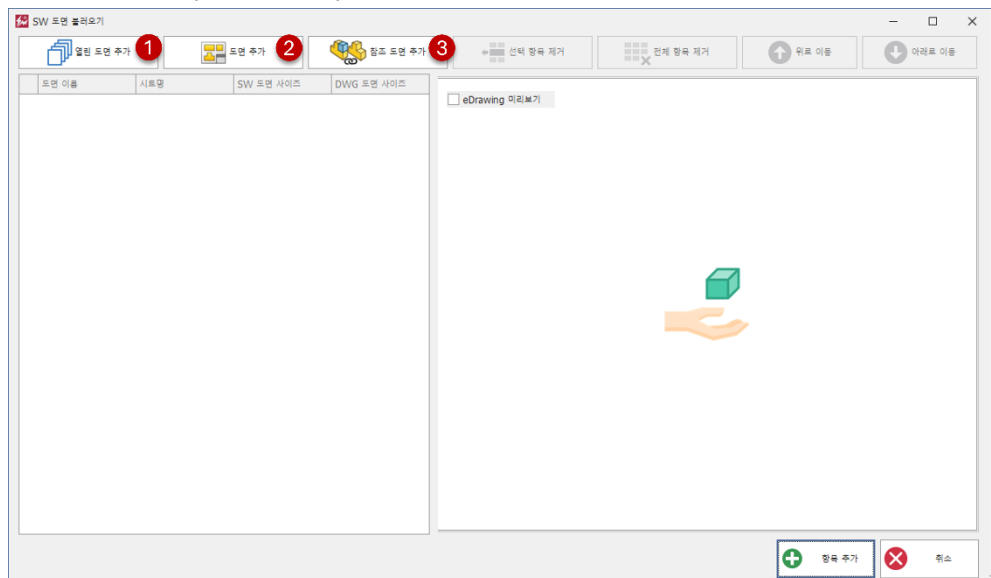 SW 도면 불러오기
열린 도면 추가 1 도면 추가 2 참조 도면 추가 3 선택 항목 제거 전체 항목 제거 위로 이동 아래로 이동
도면 이름 시트명 SW 도면 사이즈 DWG 도면 사이즈
eDrawing 미리보기
항목 추가 취소